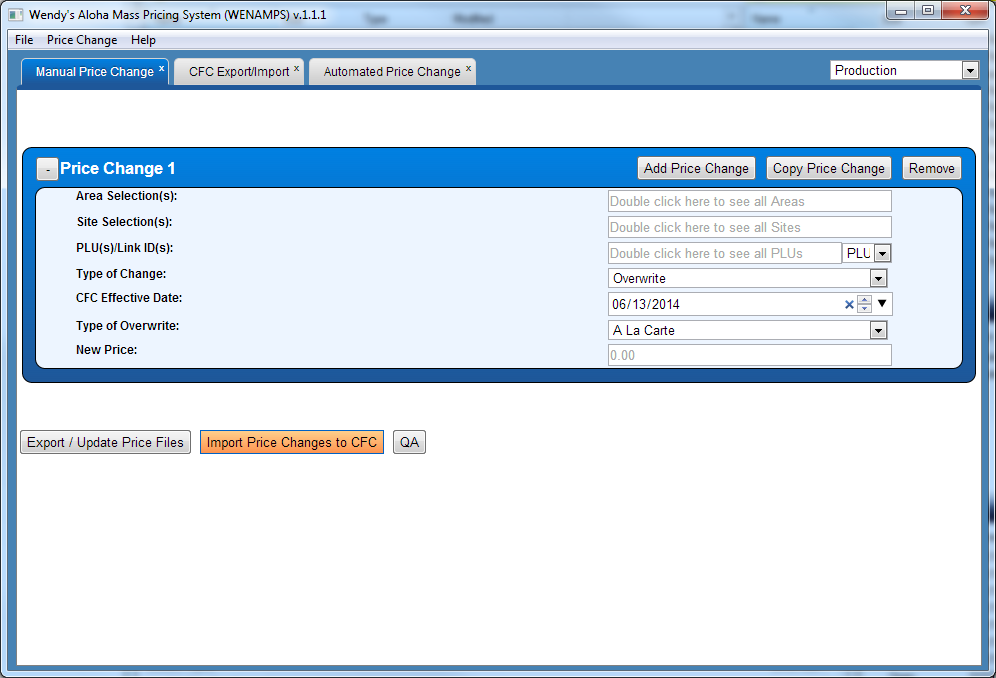 Wendy's Aloha Mass Pricing System (WENAMPS) v.1.1.1
File Price Change Help
Manual Price Change x CFC Export/Import x Automated Price Change x Production
- Price Change 1 Add Price Change Copy Price Change Remove
Area Selection(s): Double click here to see all Areas
Site Selection(s): Double click here to see all Sites
PLU(s)/Link ID(s): Double click here to see all PLUs PLU
Type of Change: Overwrite
CFC Effective Date: 06/13/2014
Type of Overwrite: A La Carte
New Price: 0.00
Export / Update Price Files Import Price Changes to CFC QA